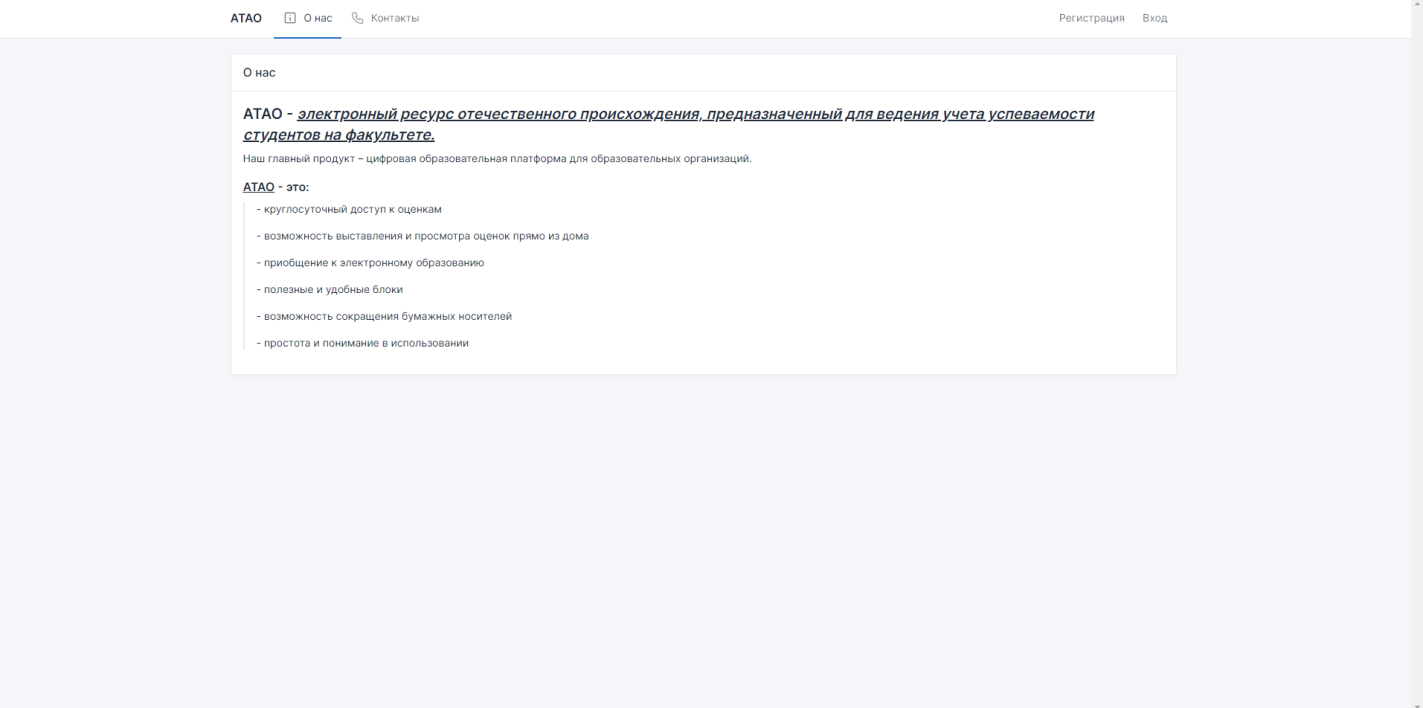 АТАО О нас Контакты Регистрация Вход
О нас
АТАО - электронный ресурс отечественного происхождения, предназначенный для ведения учета успеваемости
студентов на факультете.
Наш главный продукт – цифровая образовательная платформа для образовательных организаций.
АТАО - это:
- круглосуточный доступ к оценкам
- возможность выставления и просмотра оценок прямо из дома
- приобщение к электронному образованию
- полезные и удобные блоки
- возможность сокращения бумажных носителей
- простота и понимание в использовании